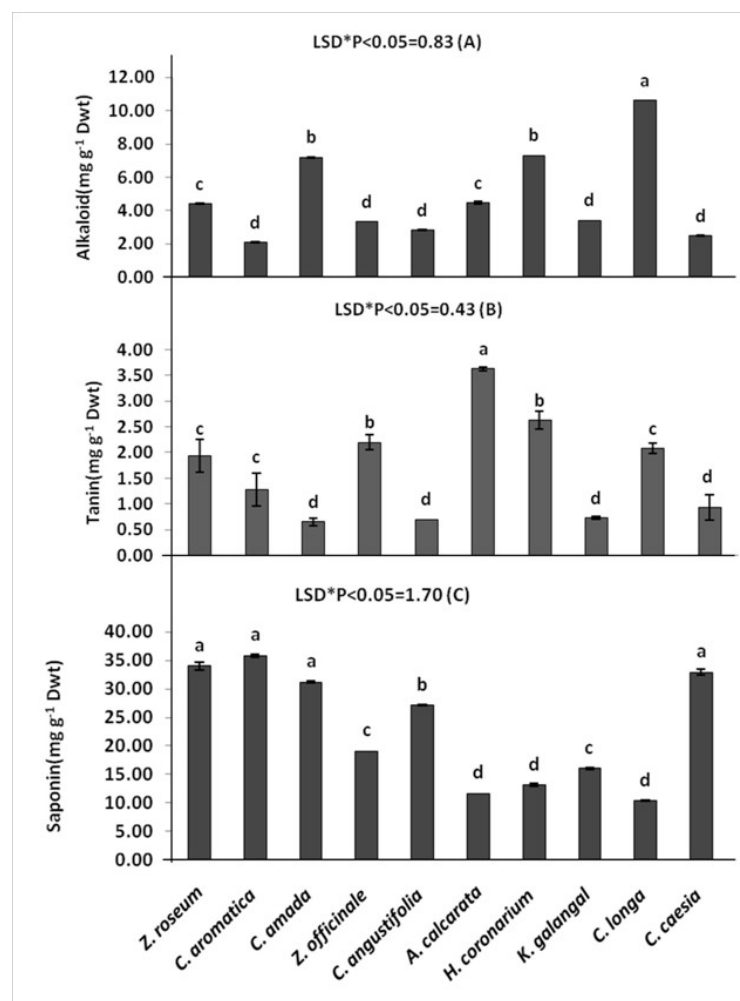 LSD*P<0.05=0.83 (A)
Alkaloid(mg g-1 Dwt)
12.00
10.00
8.00
6.00
4.00
2.00
0.00
c d b d d c b d a d
LSD*P<0.05=0.43 (B)
Tanin(mg g-1 Dwt)
4.00
3.50
3.00
2.50
2.00
1.50
1.00
0.50
0.00
c c d b d a b d c d
LSD*P<0.05=1.70 (C)
Saponin(mg g-1 Dwt)
40.00
35.00
30.00
25.00
20.00
15.00
10.00
5.00
0.00
a a a c b d d c d a
Z. roseum
C. aromatica
C. amada
Z. officinale
C. angustifolia
A. calcarata
H. coronarium
K. galangal
C. longa
C. caesia